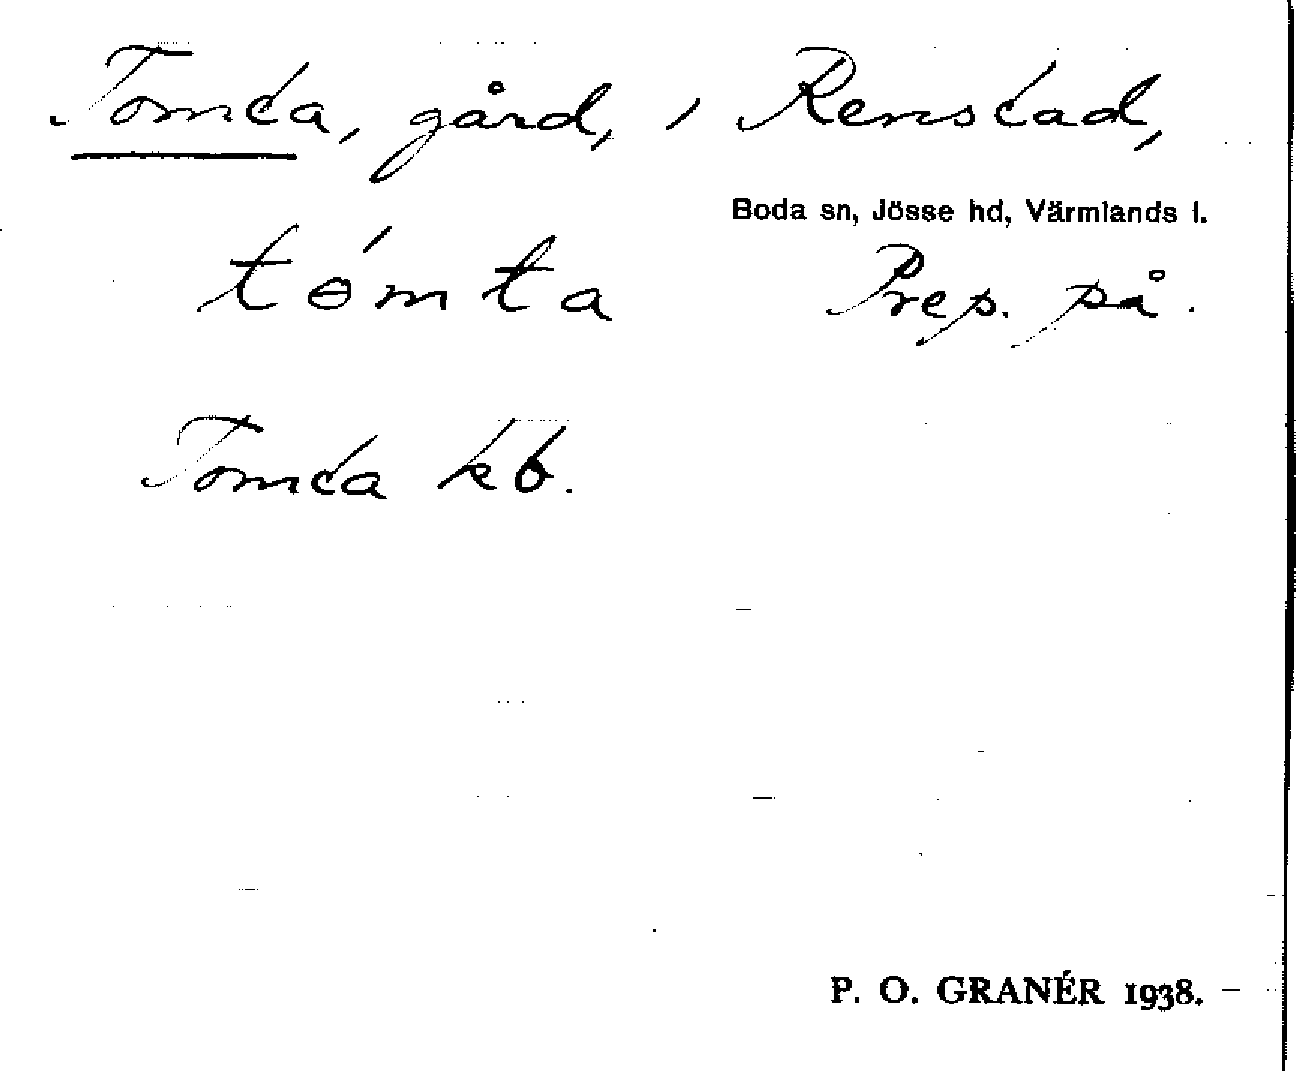 Tomta, gård, i Renstad,
Boda sn, Jösse hd, Värmlands l.
tómta Prep. på.
Tomta kb.
P. O. GRANÉR 1938.